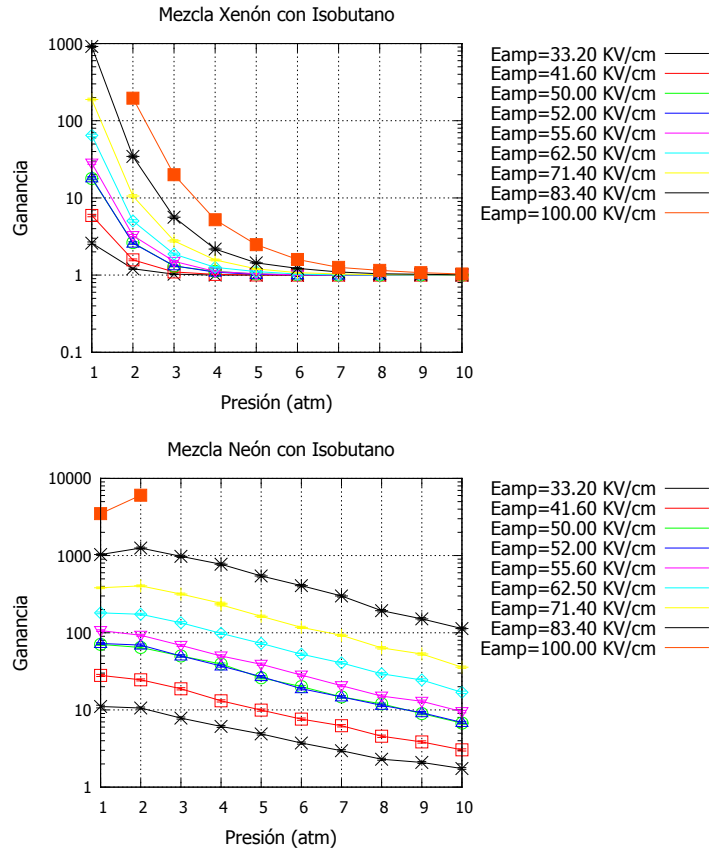 Mezcla Xenón con Isobutano
1000
100
10
1
0.1
Ganancia
1 2 3 4 5 6 7 8 9 10
Presión (atm)
Eamp=33.20 KV/cm
Eamp=41.60 KV/cm
Eamp=50.00 KV/cm
Eamp=52.00 KV/cm
Eamp=55.60 KV/cm
Eamp=62.50 KV/cm
Eamp=71.40 KV/cm
Eamp=83.40 KV/cm
Eamp=100.00 KV/cm
Mezcla Neón con Isobutano
10000
1000
100
10
1
Ganancia
1 2 3 4 5 6 7 8 9 10
Presión (atm)
Eamp=33.20 KV/cm
Eamp=41.60 KV/cm
Eamp=50.00 KV/cm
Eamp=52.00 KV/cm
Eamp=55.60 KV/cm
Eamp=62.50 KV/cm
Eamp=71.40 KV/cm
Eamp=83.40 KV/cm
Eamp=100.00 KV/cm